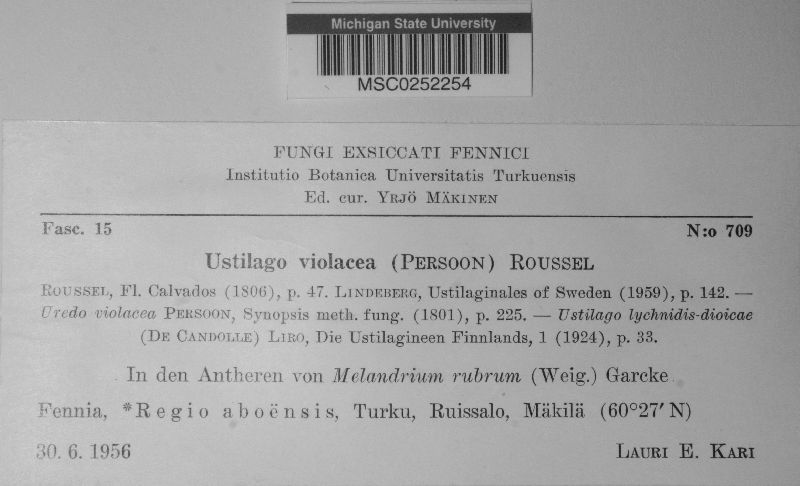 Michigan State University
MSC0252254
FUNGI EXSICCATI FENNICI
Institutio Botanica Universitatis Turkuensis
Ed. cur. YRJÖ MÄKINEN
Fasc. 15 N:o 709
Ustilago violacea (PERSOON) ROUSSEL
ROUSSEL, Fl. Calvados (1806), p. 47. LINDEBERG, Ustilaginales of Sweden (1959), p. 142. —
Uredo violacea PERSOON, Synopsis meth. fung. (1801), p. 225. — Ustilago lychnidis-dioicae
(DE CANDOLLE) LIRO, Die Ustilagineen Finnlands, 1 (1924), p. 33.
In den Antheren von Melandrium rubrum (Weig.) Garcke
Fennia, *Regio aboënsis, Turku, Ruissalo, Mäkilä (60°27′ N)
30. 6. 1956 LAURI E. KARI